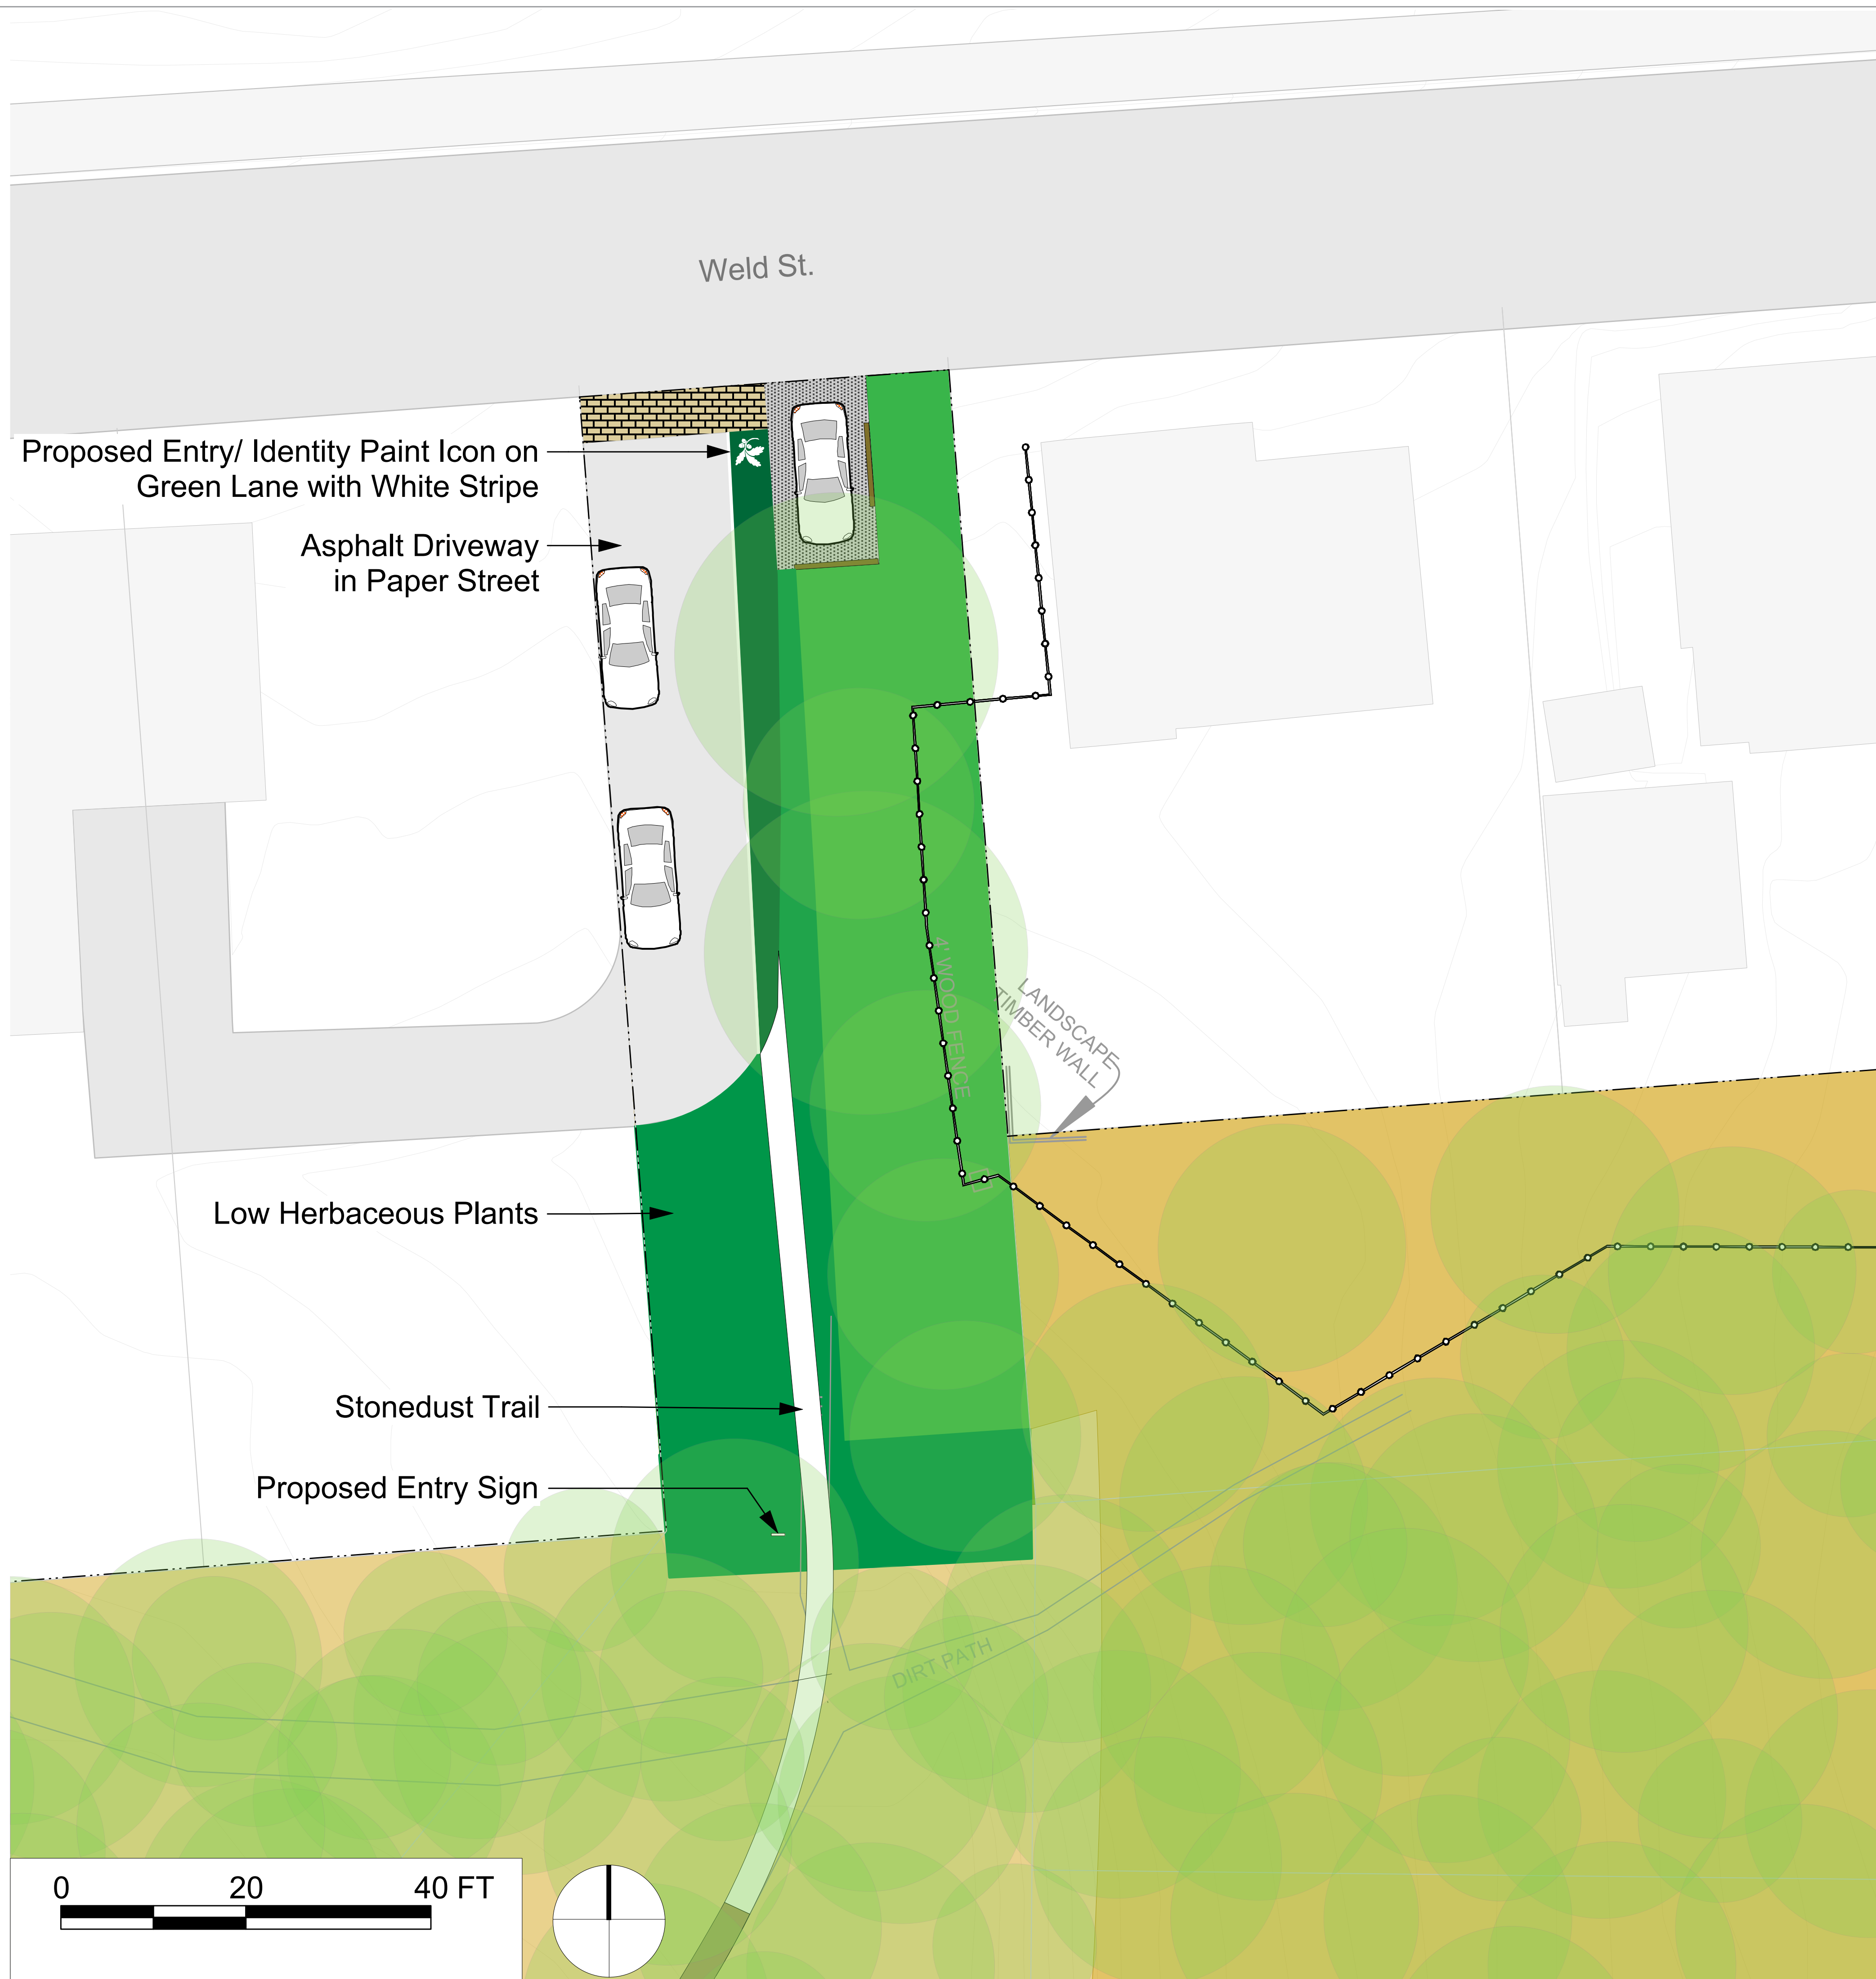 Weld St.
Proposed Entry/ Identity Paint Icon on
Green Lane with White Stripe
Asphalt Driveway
in Paper Street
4' WOOD FENCE
LANDSCAPE
TIMBER WALL
Low Herbaceous Plants
Stonedust Trail
Proposed Entry Sign
DIRT PATH
0 20 40 FT